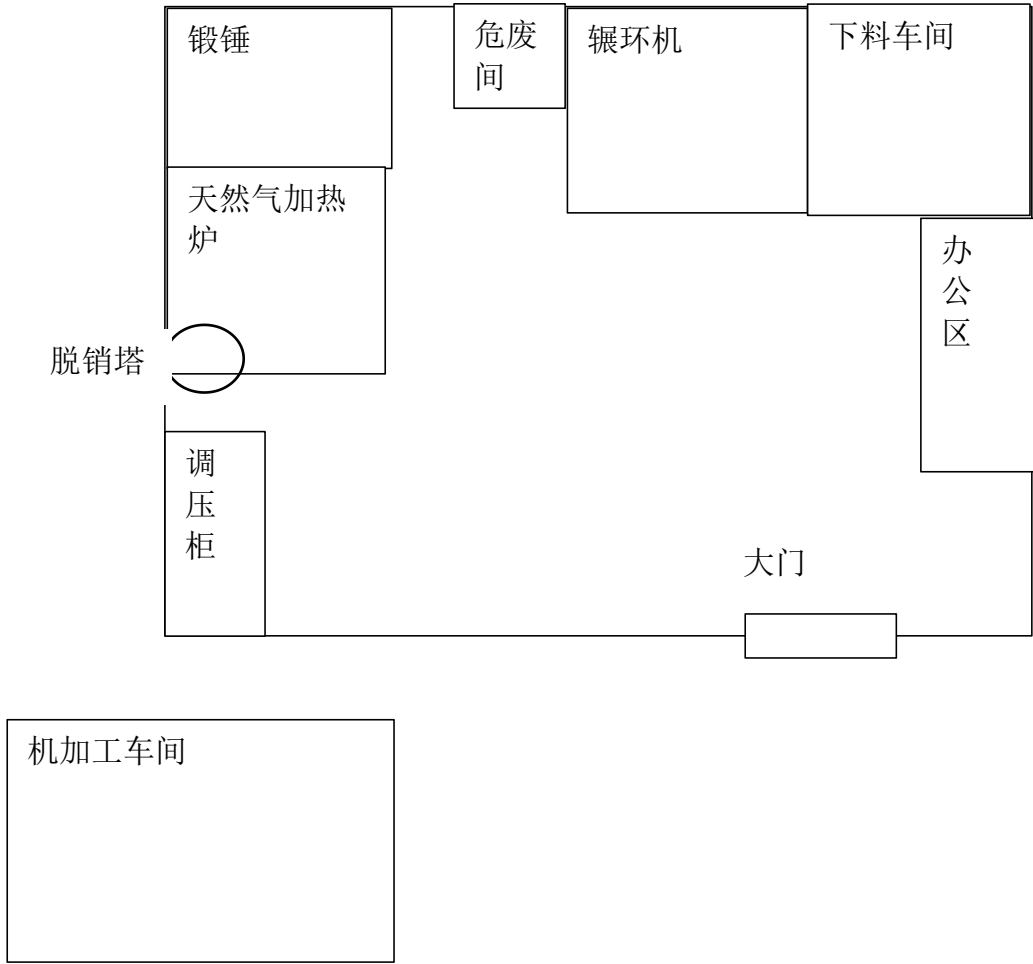 锻锤
危废
间
辗环机
下料车间
天然气加热
炉
办
公
区
脱销塔
调
压
柜
大门
机加工车间